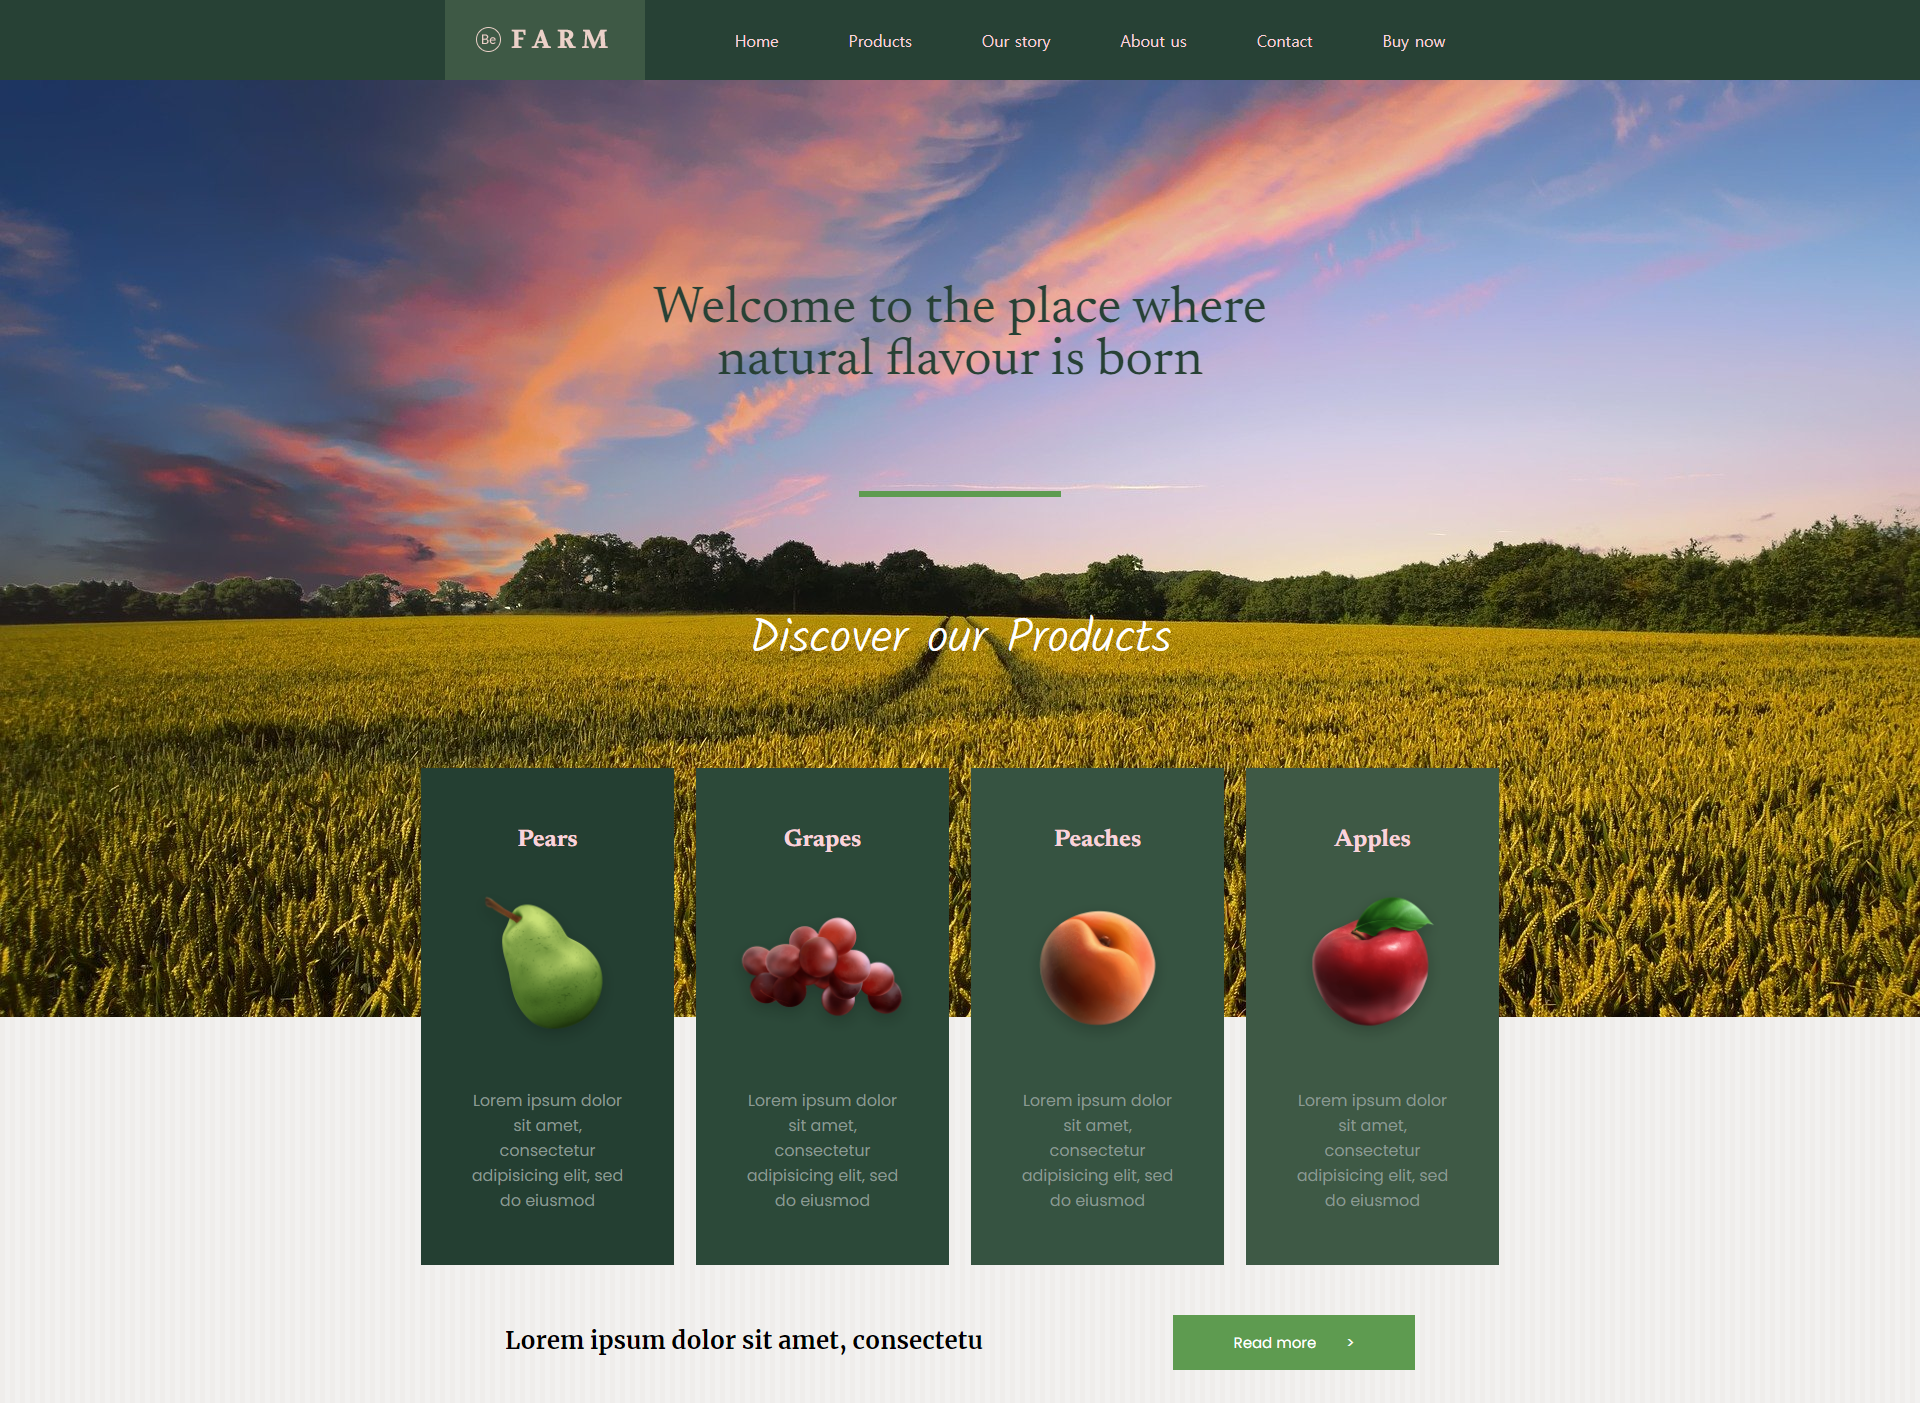 Be FARM
Home Products Our story About us Contact Buy now
Welcome to the place where
natural flavour is born
Discover our Products
Pears
Lorem ipsum dolor
sit amet,
consectetur
adipisicing elit, sed
do eiusmod
Grapes
Lorem ipsum dolor
sit amet,
consectetur
adipisicing elit, sed
do eiusmod
Peaches
Lorem ipsum dolor
sit amet,
consectetur
adipisicing elit, sed
do eiusmod
Apples
Lorem ipsum dolor
sit amet,
consectetur
adipisicing elit, sed
do eiusmod
Lorem ipsum dolor sit amet, consectetu
Read more >